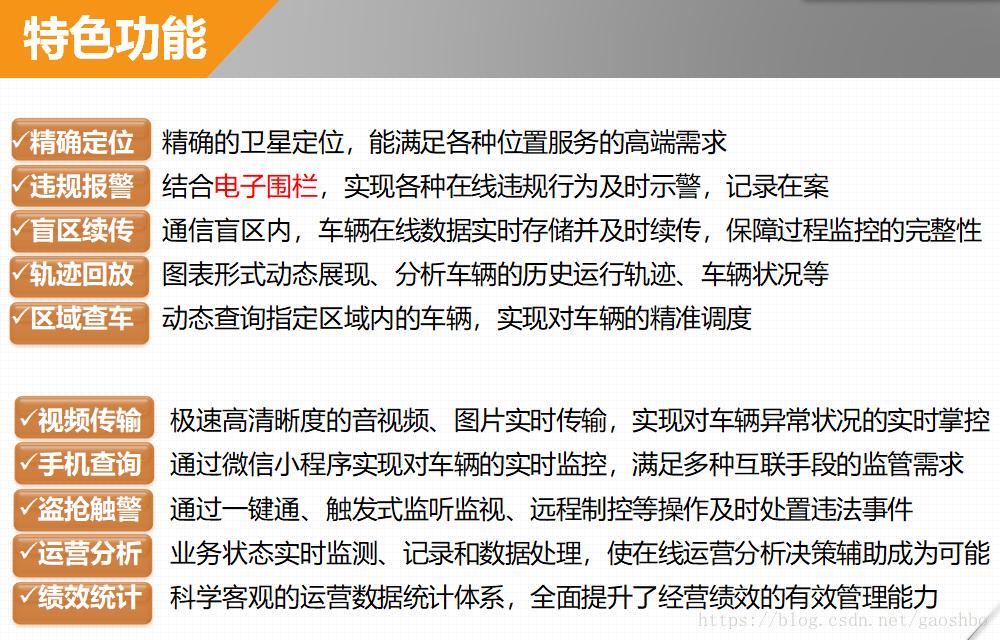 特色功能
✓精确定位 精确的卫星定位，能满足各种位置服务的高端需求
✓违规报警 结合电子围栏，实现各种在线违规行为及时示警，记录在案
✓盲区续传 通信盲区内，车辆在线数据实时存储并及时续传，保障过程监控的完整性
✓轨迹回放 图表形式动态展现、分析车辆的历史运行轨迹、车辆状况等
✓区域查车 动态查询指定区域内的车辆，实现对车辆的精准调度
✓视频传输 极速高清晰度的音视频、图片实时传输，实现对车辆异常状况的实时掌控
✓手机查询 通过微信小程序实现对车辆的实时监控，满足多种互联手段的监管需求
✓盗抢触警 通过一键通、触发式监听监视、远程制控等操作及时处置违法事件
✓运营分析 业务状态实时监测、记录和数据处理，使在线运营分析决策辅助成为可能
✓绩效统计 科学客观的运营数据统计体系，全面提升了经营绩效的有效管理能力
https://blog.csdn.net/gaoshbo